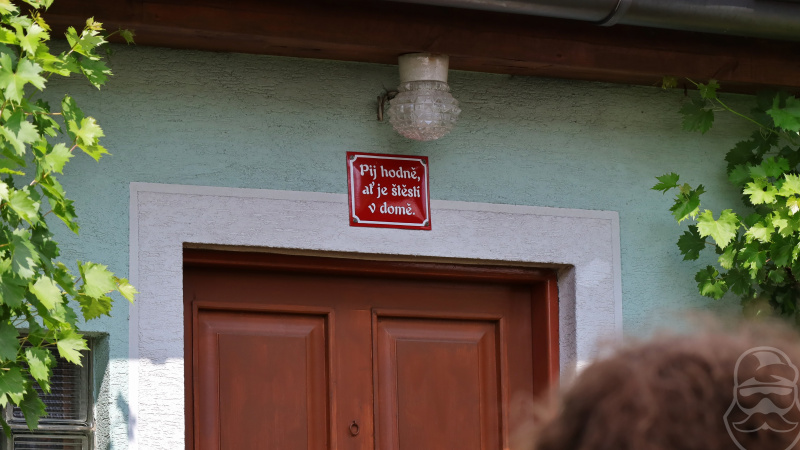 Pij hodně,
ať je štěstí
v domě.